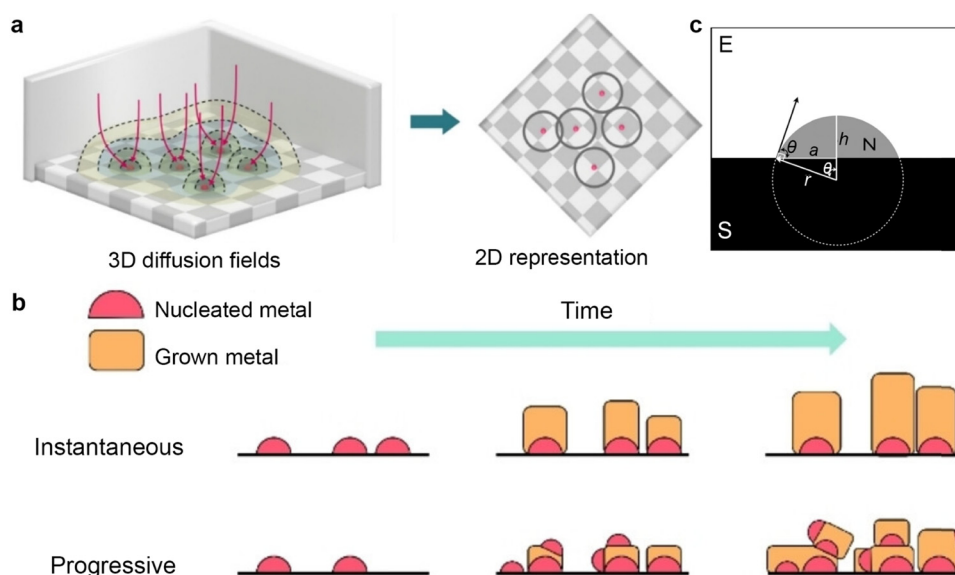 a
3D diffusion fields
2D representation
c
E
θ
a
h
N
θ
r
S
b
Nucleated metal
Grown metal
Time
Instantaneous
Progressive